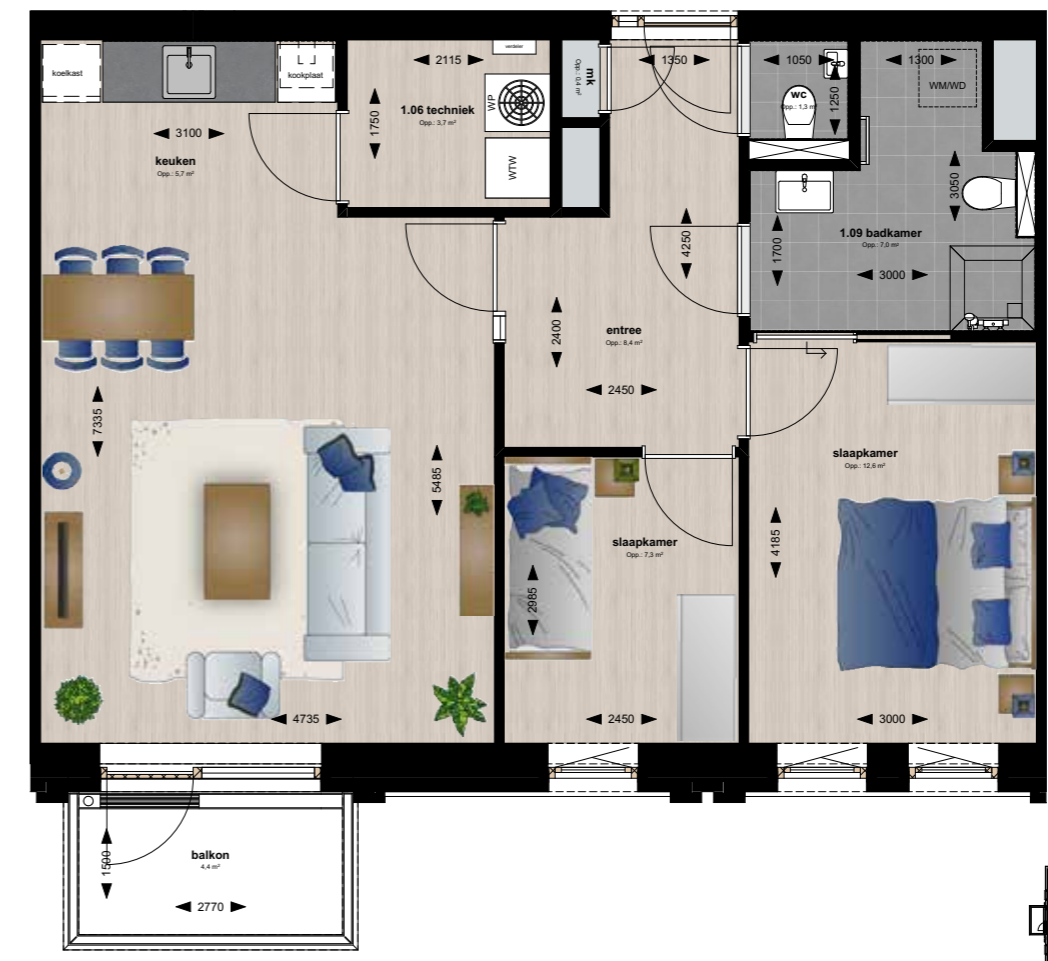 koelkast
kookplaat
3100
keuken
Opp.: 5,7 m²
2115
verdeler
1.06 techniek
Opp.: 3,7 m²
1750
WP
WTW
mk
Opp.: 0,4 m²
1350
1050
wc
Opp.: 1,3 m²
1250
1300
WM/WD
3050
1.09 badkamer
Opp.: 7,0 m²
1700
3000
4250
2400
entree
Opp.: 8,4 m²
2450
7335
5485
4735
slaapkamer
Opp.: 7,3 m²
2985
2450
slaapkamer
Opp.: 12,6 m²
4185
3000
balkon
4,4 m²
1500
2770